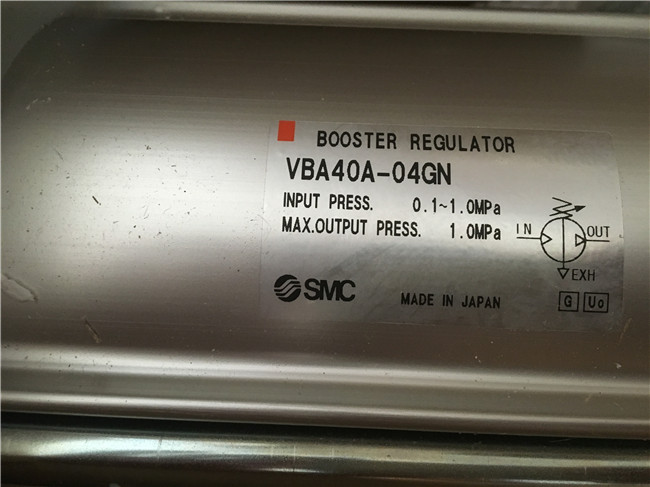 BOOSTER REGULATOR
VBA40A-04GN
INPUT PRESS. 0.1~1.0MPa
MAX.OUTPUT PRESS. 1.0MPa
IN OUT
EXH
SMC MADE IN JAPAN G Uo